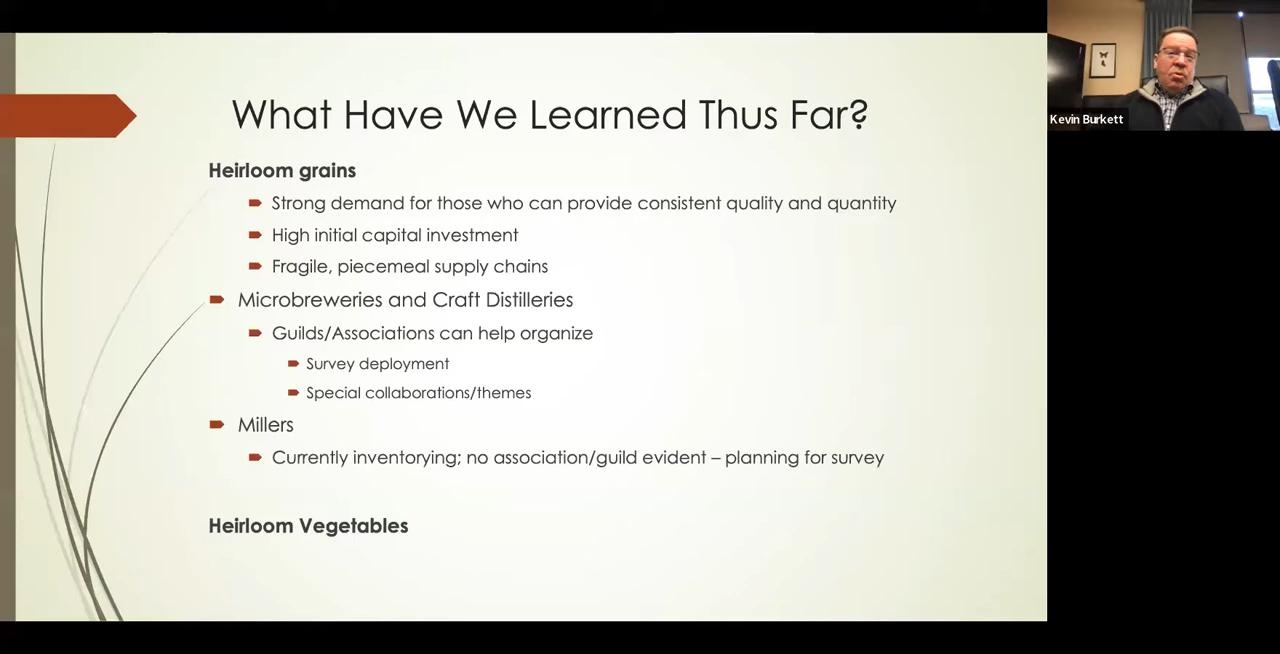 What Have We Learned Thus Far?
Heirloom grains
Strong demand for those who can provide consistent quality and quantity
High initial capital investment
Fragile, piecemeal supply chains
Microbreweries and Craft Distilleries
Guilds/Associations can help organize
Survey deployment
Special collaborations/themes
Millers
Currently inventorying; no association/guild evident – planning for survey
Heirloom Vegetables
Kevin Burkett